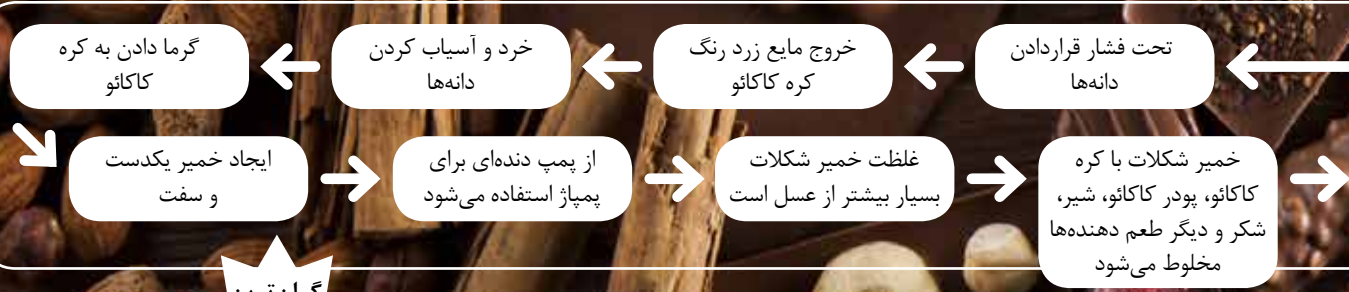 تحت فشار قراردادن
دانه‌ها
خروج مایع زرد رنگ
کره کاکائو
خرد و آسیاب کردن
دانه‌ها
گرما دادن به کره
کاکائو
ایجاد خمیر یکدست
و سفت
از پمپ دنده‌ای برای
پمپاژ استفاده می‌شود
غلظت خمیر شکلات
بسیار بیشتر از عسل است
خمیر شکلات با کره
کاکائو، پودر کاکائو، شیر،
شکر و دیگر طعم دهنده‌ها
مخلوط می‌شود